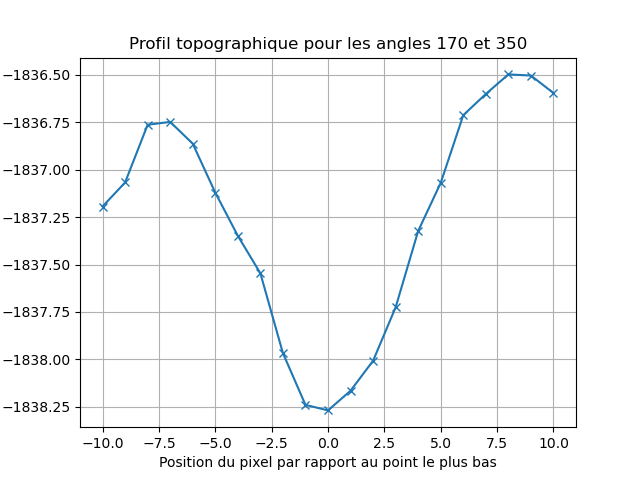 Profil topographique pour les angles 170 et 350
−1836.50
−1836.75
−1837.00
−1837.25
−1837.50
−1837.75
−1838.00
−1838.25
−10.0 −7.5 −5.0 −2.5 0.0 2.5 5.0 7.5 10.0
Position du pixel par rapport au point le plus bas